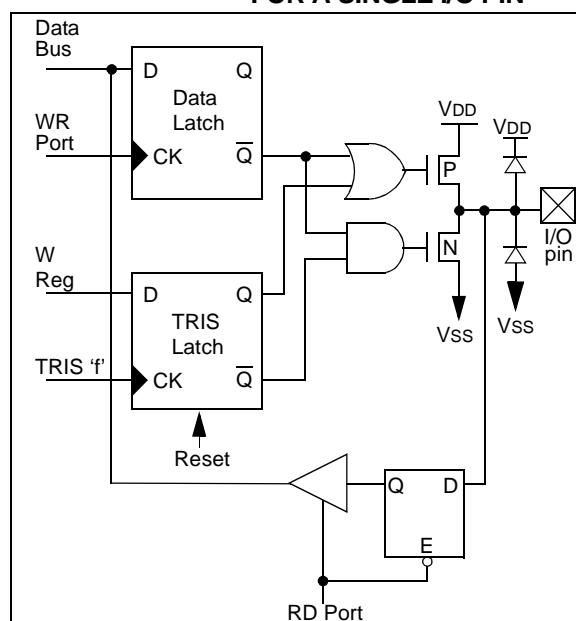 FOR A SINGLE I/O PIN
Data
Bus
D
Q
Data
Latch
WR
Port
CK
Q
VDD
VDD
P
I/O
pin
W
Reg
N
D
Q
TRIS
Latch
VSS
VSS
TRIS ‘f’
CK
Q
Reset
Q
D
E
RD Port